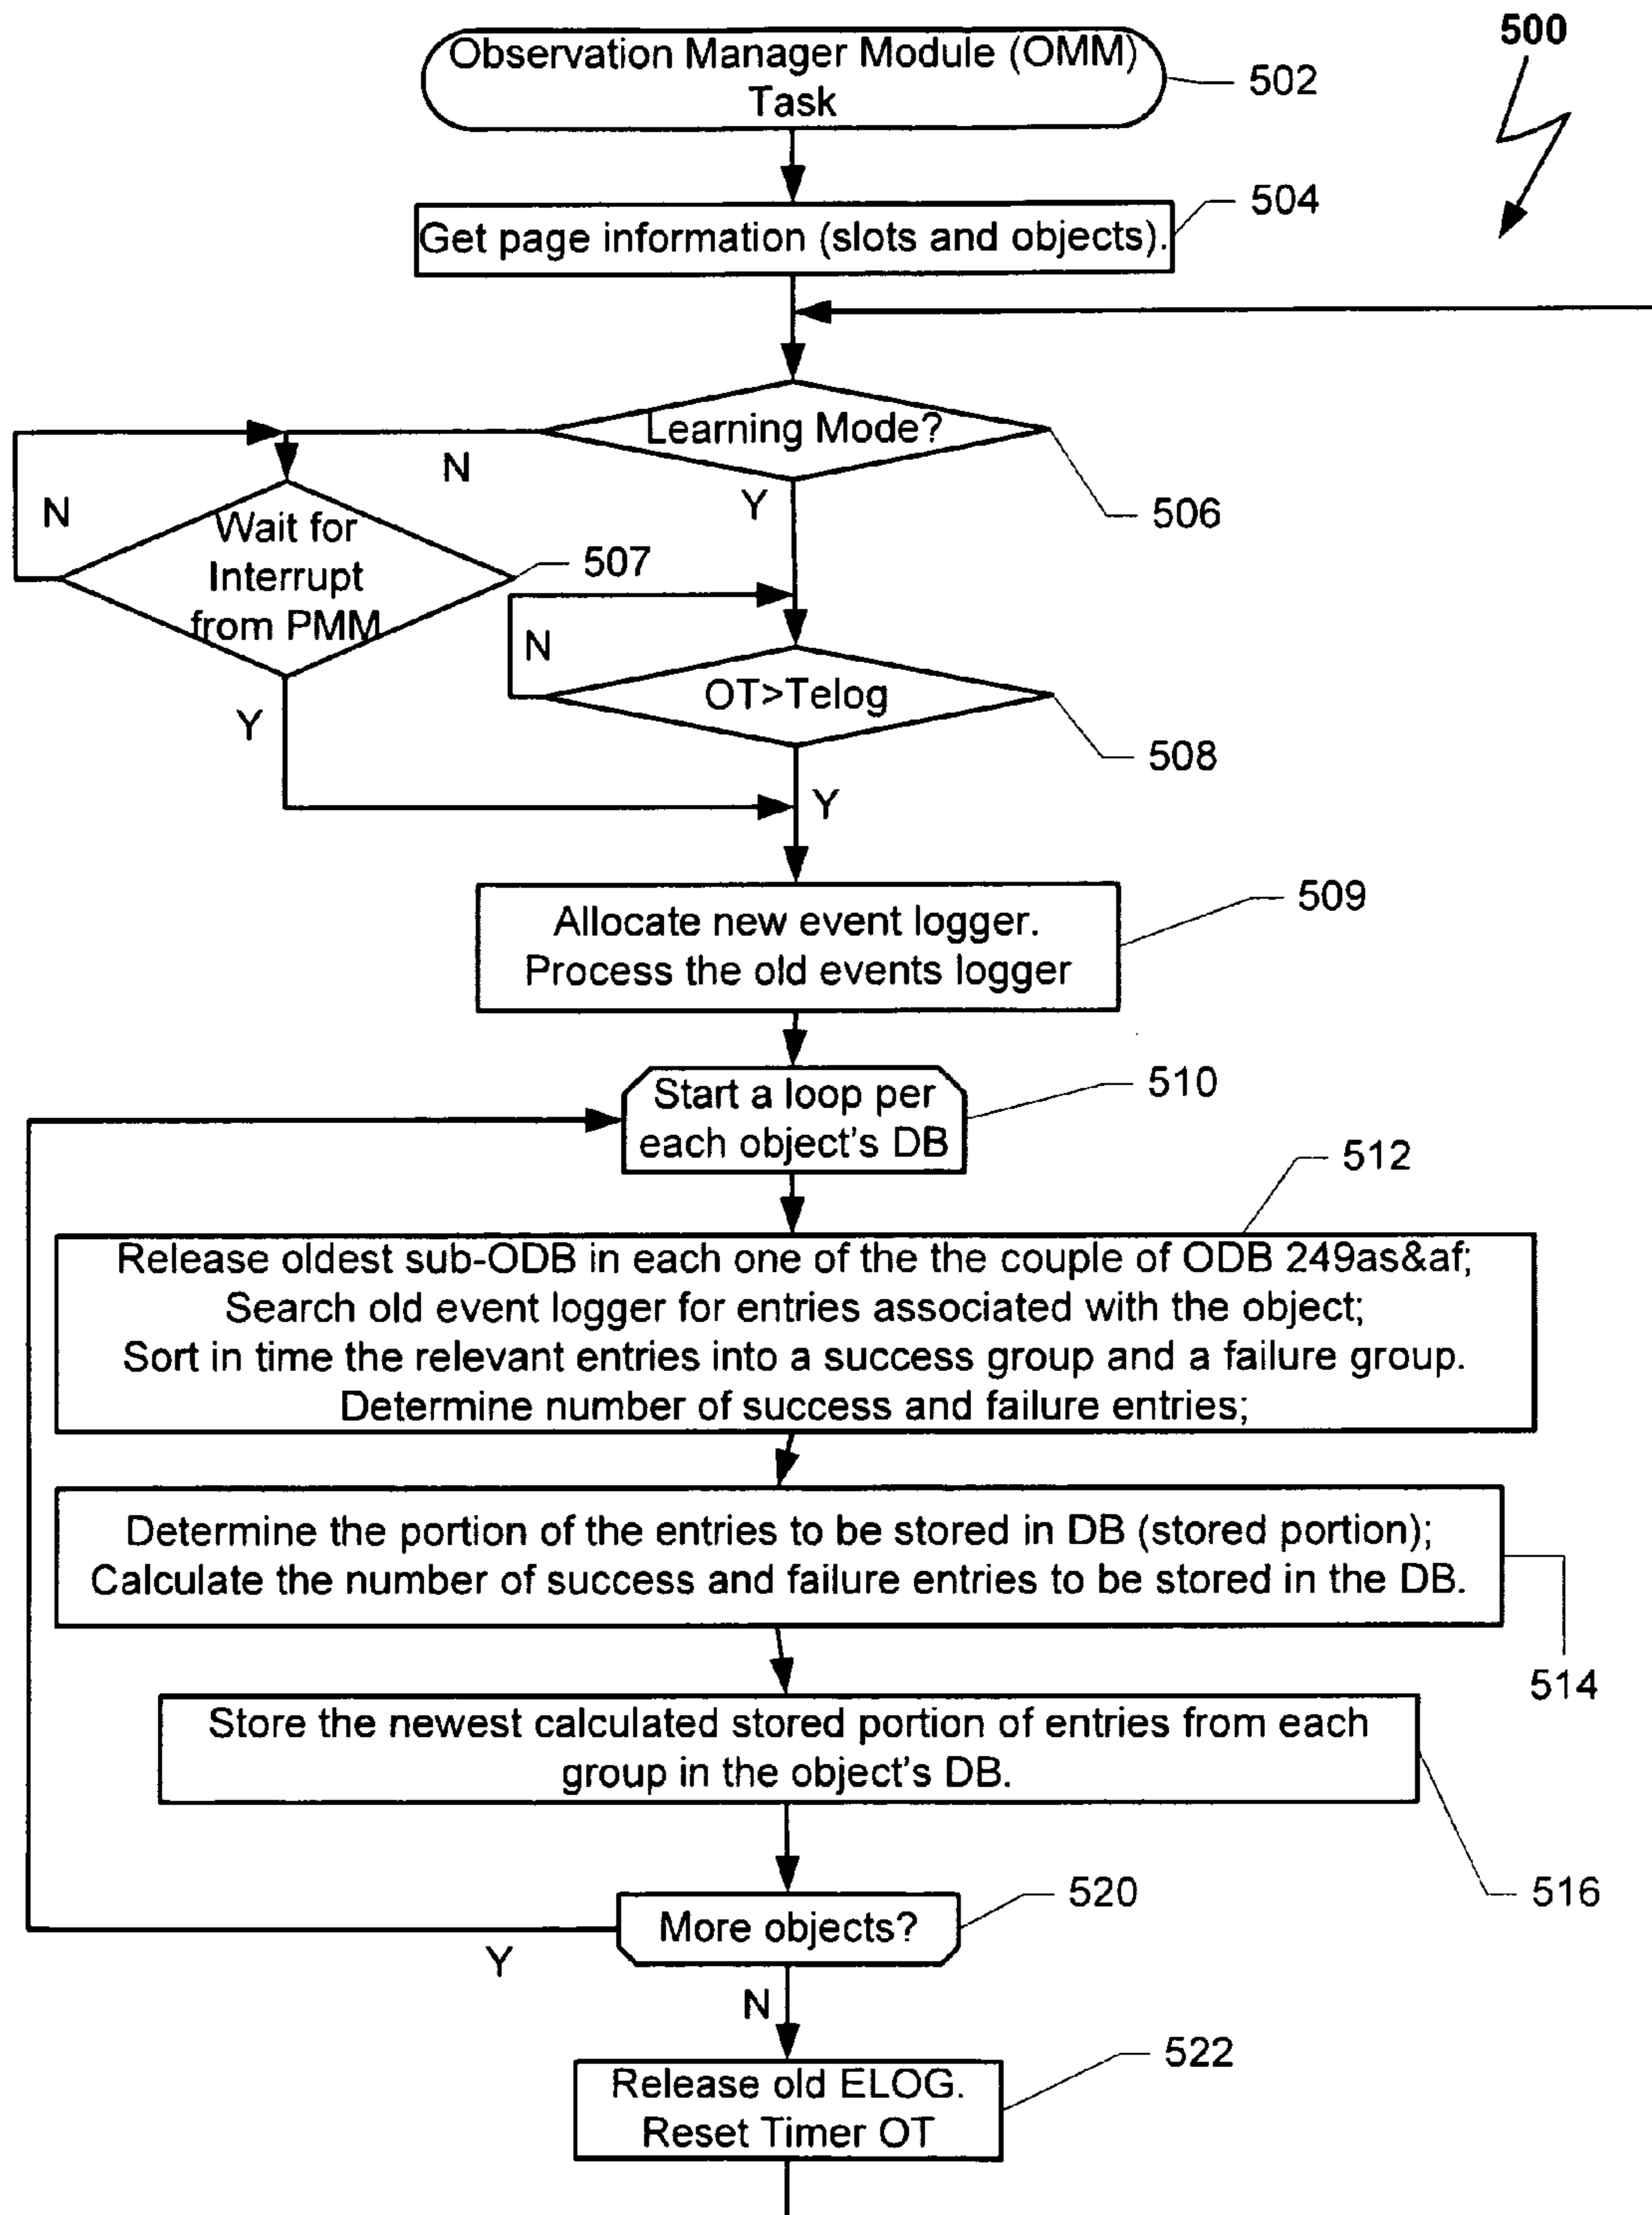 500
Observation Manager Module (OMM)
Task
502
Get page information (slots and objects).
504
Learning Mode?
506
N
Y
N
Wait for
Interrupt
from PMM
507
N
OT>Telog
508
Y
Y
Allocate new event logger.
Process the old events logger
509
Start a loop per
each object's DB
510
512
Release oldest sub-ODB in each one of the the couple of ODB 249as&af;
Search old event logger for entries associated with the object;
Sort in time the relevant entries into a success group and a failure group.
Determine number of success and failure entries;
Determine the portion of the entries to be stored in DB (stored portion);
Calculate the number of success and failure entries to be stored in the DB.
514
Store the newest calculated stored portion of entries from each
group in the object's DB.
516
More objects?
520
Y
N
Release old ELOG.
Reset Timer OT
522